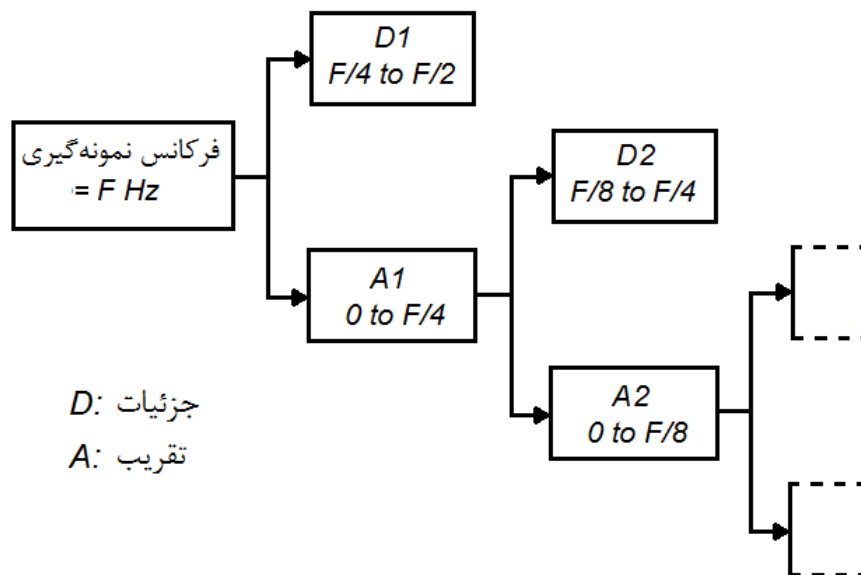 D1
F/4 to F/2
فرکانس نمونه‌گیری
= F Hz
D2
F/8 to F/4
A1
0 to F/4
A2
0 to F/8
D: جزئیات
A: تقریب